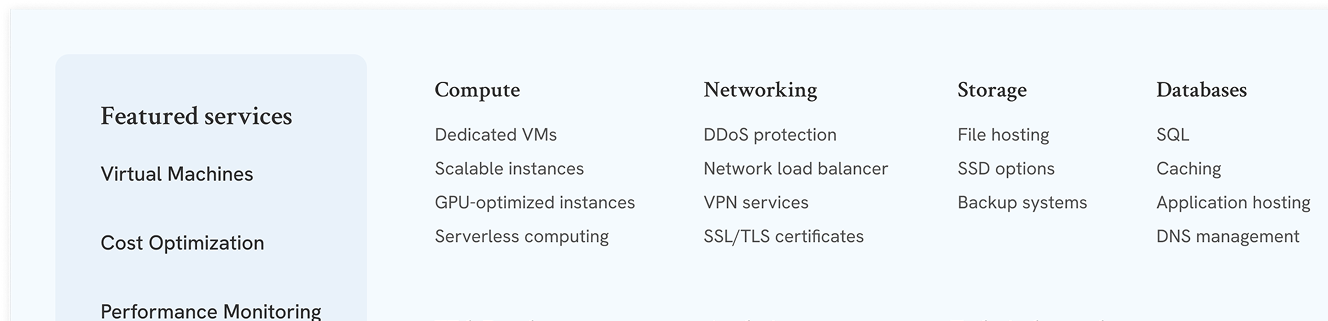 Featured services
Virtual Machines
Cost Optimization
Performance Monitoring
Compute
Dedicated VMs
Scalable instances
GPU-optimized instances
Serverless computing
Networking
DDoS protection
Network load balancer
VPN services
SSL/TLS certificates
Storage
File hosting
SSD options
Backup systems
Databases
SQL
Caching
Application hosting
DNS management